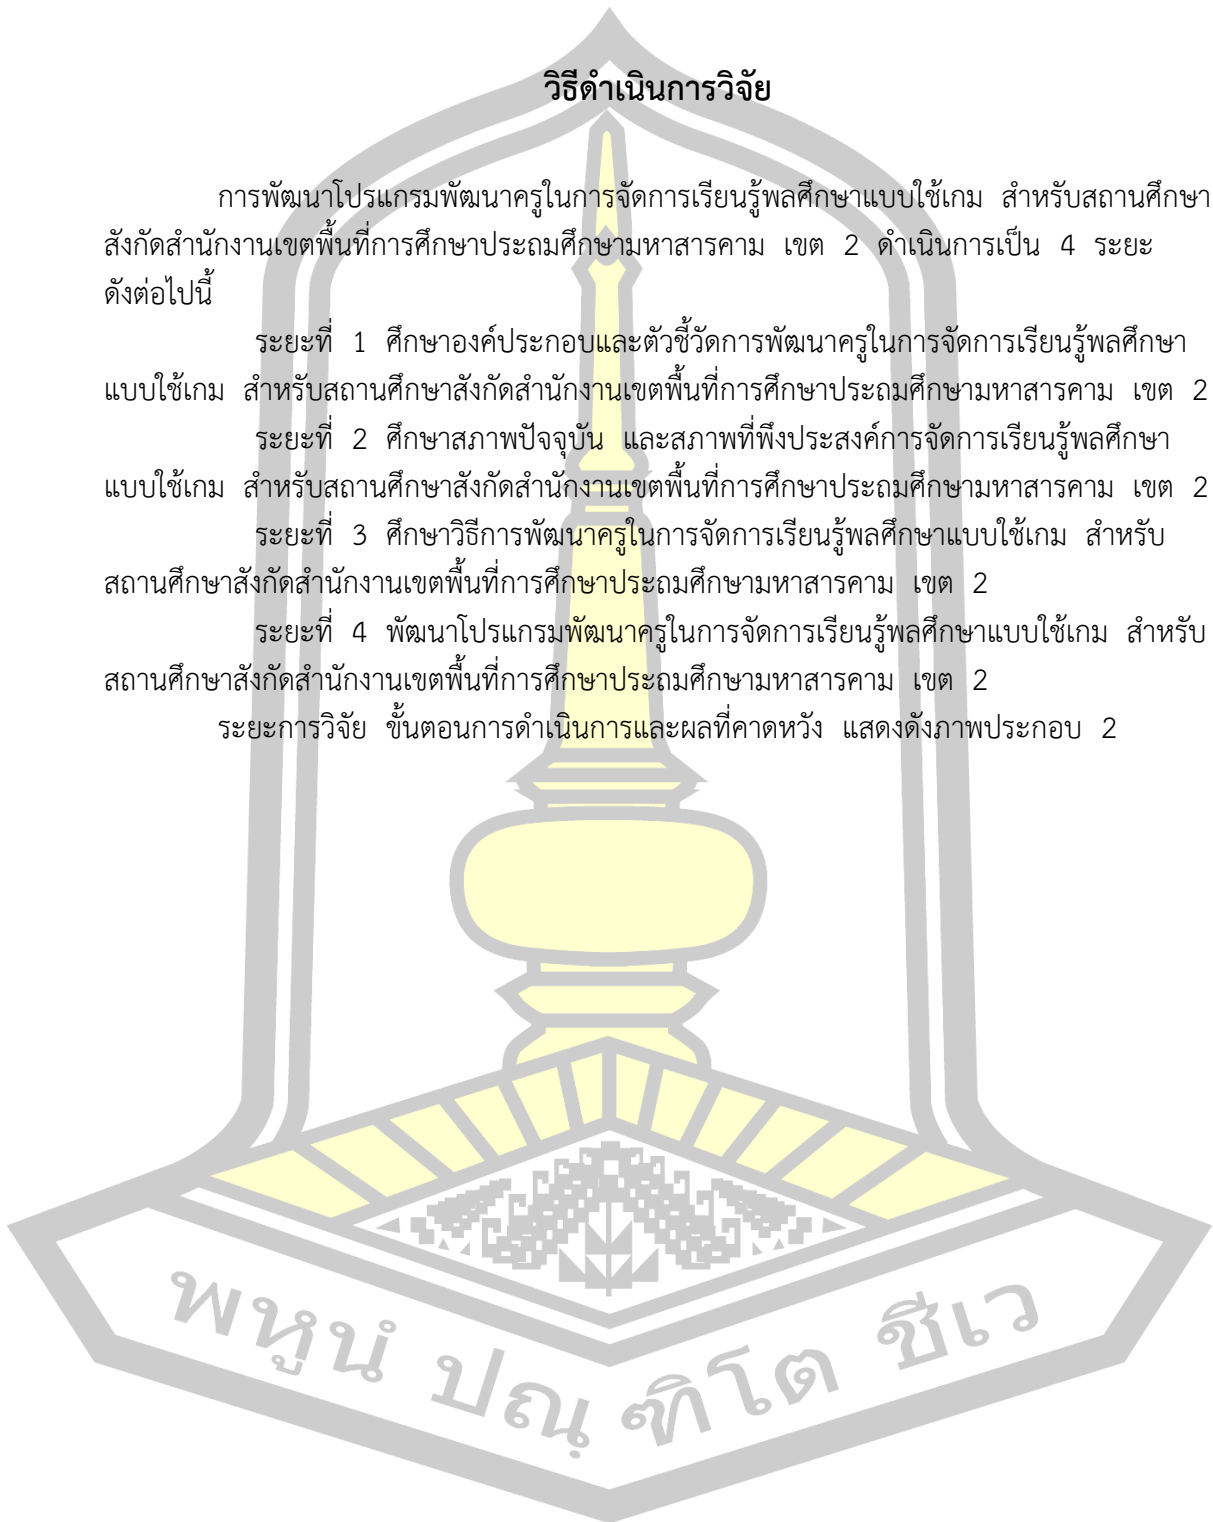 วิธีดำเนินการวิจัย
การพัฒนาโปรแกรมพัฒนาครูในการจัดการเรียนรู้พลศึกษาแบบใช้เกม สำหรับสถานศึกษา
สังกัดสำนักงานเขตพื้นที่การศึกษาประถมศึกษามหาสารคาม เขต 2 ดำเนินการเป็น 4 ระยะ
ดังต่อไปนี้
ระยะที่ 1 ศึกษาองค์ประกอบและตัวชี้วัดการพัฒนาครูในการจัดการเรียนรู้พลศึกษา
แบบใช้เกม สำหรับสถานศึกษาสังกัดสำนักงานเขตพื้นที่การศึกษาประถมศึกษามหาสารคาม เขต 2
ระยะที่ 2 ศึกษาสภาพปัจจุบัน และสภาพที่พึงประสงค์การจัดการเรียนรู้พลศึกษา
แบบใช้เกม สำหรับสถานศึกษาสังกัดสำนักงานเขตพื้นที่การศึกษาประถมศึกษามหาสารคาม เขต 2
ระยะที่ 3 ศึกษาวิธีการพัฒนาครูในการจัดการเรียนรู้พลศึกษาแบบใช้เกม สำหรับ
สถานศึกษาสังกัดสำนักงานเขตพื้นที่การศึกษาประถมศึกษามหาสารคาม เขต 2
ระยะที่ 4 พัฒนาโปรแกรมพัฒนาครูในการจัดการเรียนรู้พลศึกษาแบบใช้เกม สำหรับ
สถานศึกษาสังกัดสำนักงานเขตพื้นที่การศึกษาประถมศึกษามหาสารคาม เขต 2
ระยะการวิจัย ขั้นตอนการดำเนินการและผลที่คาดหวัง แสดงดังภาพประกอบ 2
พหูนํ ปณฺ ฑิโต ชีเว